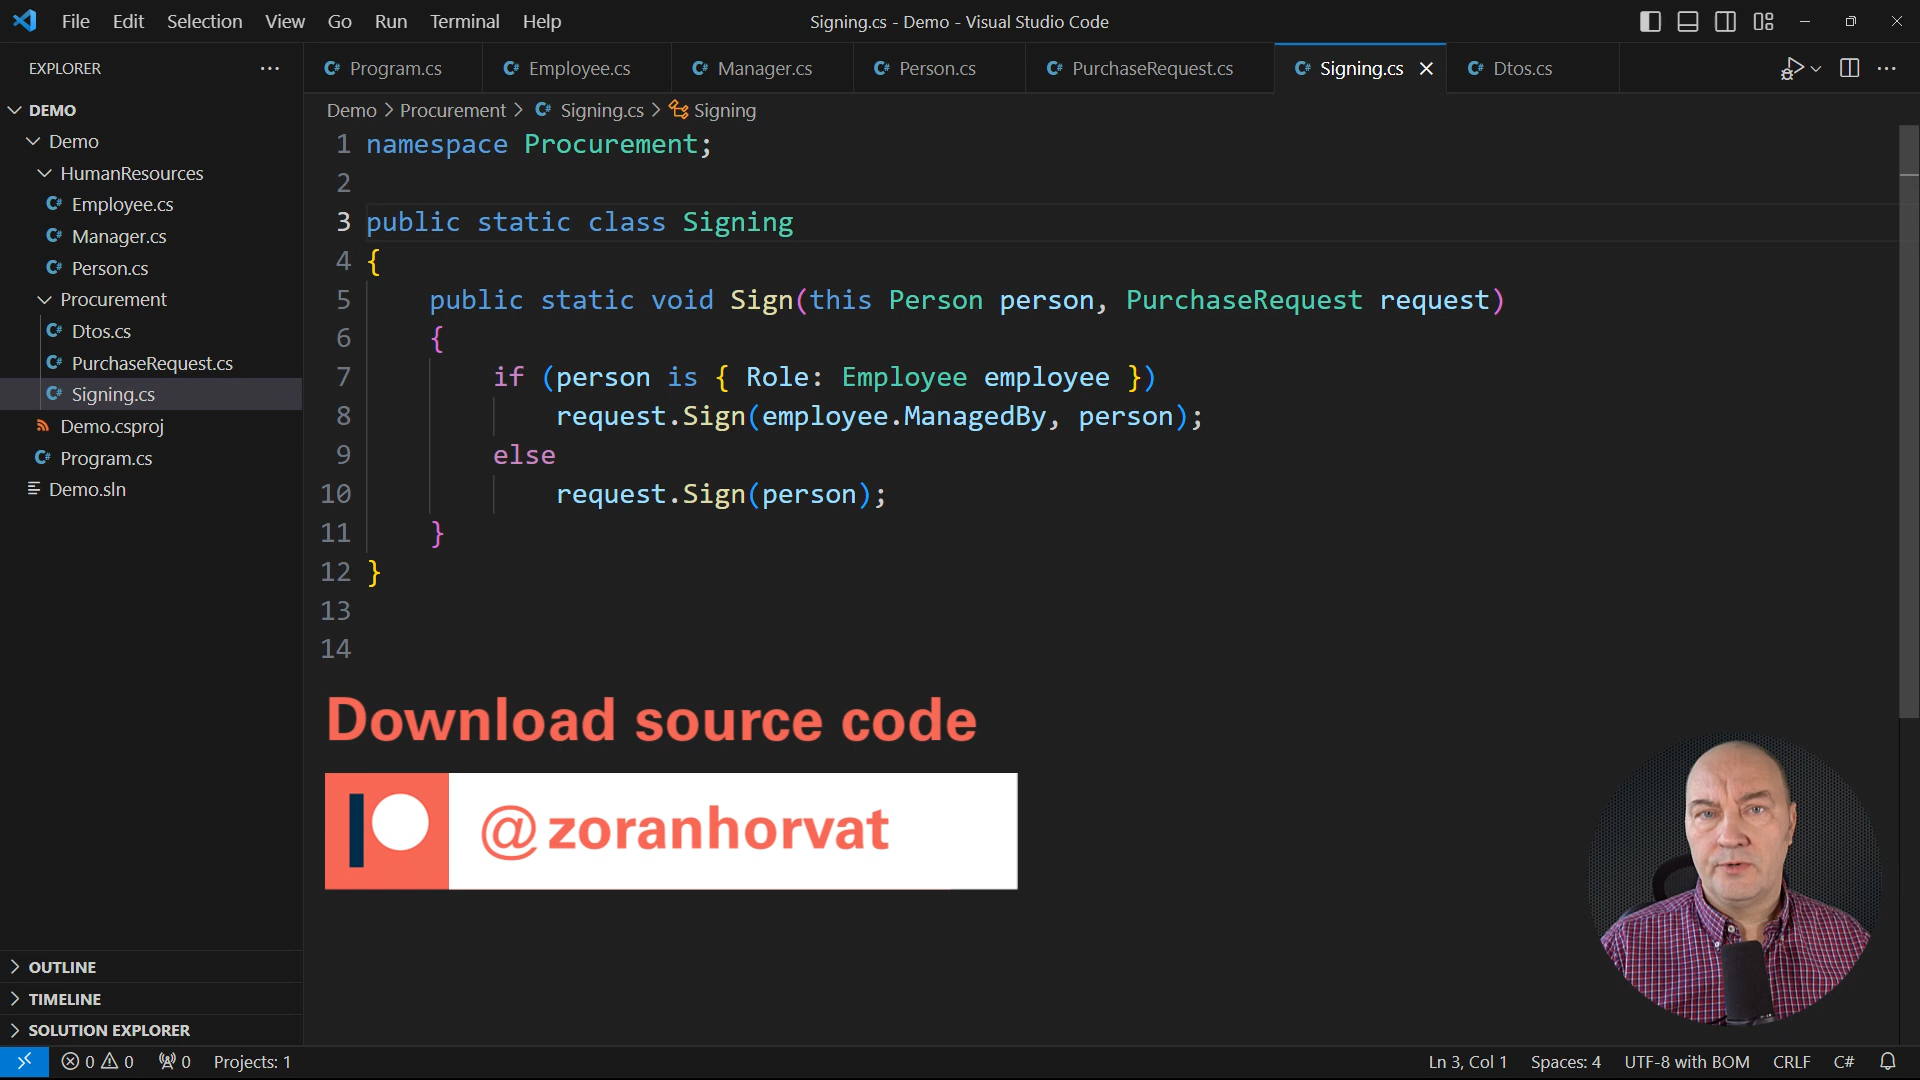 File Edit Selection View Go Run Terminal Help
Signing.cs - Demo - Visual Studio Code
EXPLORER
DEMO
Demo
HumanResources
Employee.cs
Manager.cs
Person.cs
Procurement
Dtos.cs
PurchaseRequest.cs
Signing.cs
Demo.csproj
Program.cs
Demo.sln
OUTLINE
TIMELINE
SOLUTION EXPLORER
Program.cs Employee.cs Manager.cs Person.cs PurchaseRequest.cs Signing.cs Dtos.cs
Demo > Procurement > Signing.cs > Signing
1 namespace Procurement;
2
3 public static class Signing
4 {
5     public static void Sign(this Person person, PurchaseRequest request)
6     {
7         if (person is { Role: Employee employee })
8             request.Sign(employee.ManagedBy, person);
9         else
10             request.Sign(person);
11     }
12 }
13
14
Download source code
@zoranhorvat
0 0 0 Projects: 1
Ln 3, Col 1 Spaces: 4 UTF-8 with BOM CRLF C#